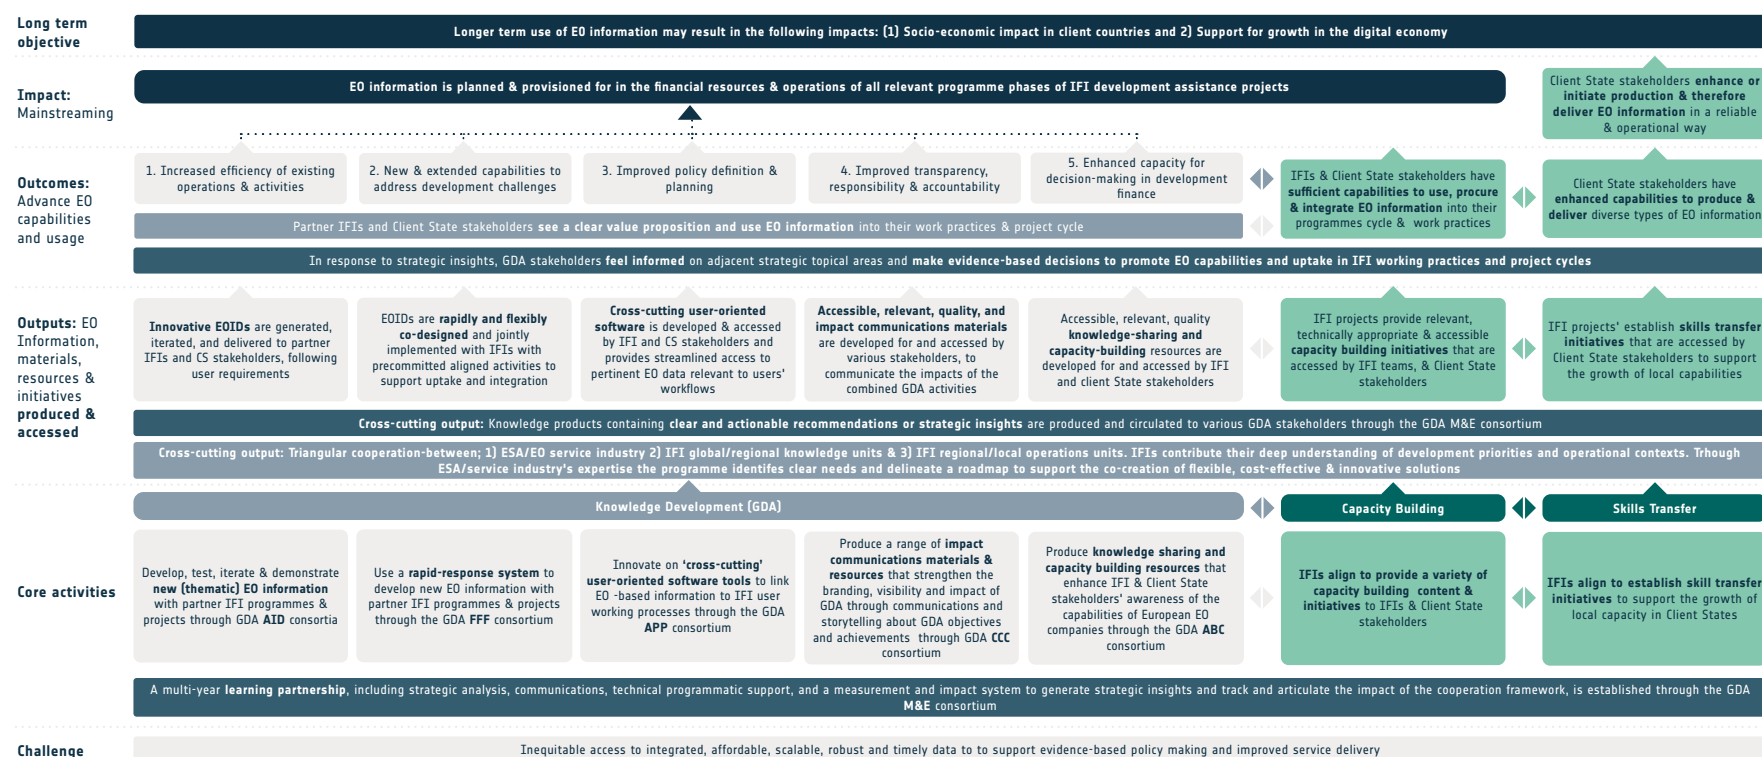 Long term
objective
Longer term use of EO information may result in the following impacts: (1) Socio-economic impact in client countries and 2) Support for growth in the digital economy
Impact:
Mainstreaming
EO information is planned & provisioned for in the financial resources & operations of all relevant programme phases of IFI development assistance projects
Client State stakeholders enhance or
initiate production & therefore
deliver EO information in a reliable
& operational way
Outcomes:
Advance EO
capabilities
and usage
1. Increased efficiency of existing
operations & activities
2. New & extended capabilities to
address development challenges
3. Improved policy definition &
planning
4. Improved transparency,
responsibility & accountability
5. Enhanced capacity for
decision-making in development
finance
IFIs & Client State stakeholders have
sufficient capabilities to use, procure
& integrate EO information into their
programmes cycle & work practices
Client State stakeholders have
enhanced capabilities to produce &
deliver diverse types of EO information
Partner IFIs and Client State stakeholders see a clear value proposition and use EO information into their work practices & project cycle
In response to strategic insights, GDA stakeholders feel informed on adjacent strategic topical areas and make evidence-based decisions to promote EO capabilities and uptake in IFI working practices and project cycles
Outputs: EO
Information,
materials,
resources &
initiatives
produced &
accessed
Innovative EOIDs are generated,
iterated, and delivered to partner
IFIs and CS stakeholders, following
user requirements
EOIDs are rapidly and flexibly
co-designed and jointly
implemented with IFIs with
precommitted aligned activities to
support uptake and integration
Cross-cutting user-oriented
software is developed & accessed
by IFI and CS stakeholders and
provides streamlined access to
pertinent EO data relevant to users'
workflows
Accessible, relevant, quality, and
impact communications materials
are developed for and accessed by
various stakeholders, to
communicate the impacts of the
combined GDA activities
Accessible, relevant, quality
knowledge-sharing and
capacity-building resources are
developed for and accessed by IFI
and client State stakeholders
IFI projects provide relevant,
technically appropriate & accessible
capacity building initiatives that are
accessed by IFI teams, & Client State
stakeholders
IFI projects' establish skills transfer
initiatives that are accessed by
Client State stakeholders to support
the growth of local capabilities
Cross-cutting output: Knowledge products containing clear and actionable recommendations or strategic insights are produced and circulated to various GDA stakeholders through the GDA M&E consortium
Cross-cutting output: Triangular cooperation-between; 1) ESA/EO service industry 2) IFI global/regional knowledge units & 3) IFI regional/local operations units. IFIs contribute their deep understanding of development priorities and operational contexts. Trhough
ESA/service industry's expertise the programme identifes clear needs and delineate a roadmap to support the co-creation of flexible, cost-effective & innovative solutions
Knowledge Development (GDA)
Capacity Building
Skills Transfer
Core activities
Develop, test, iterate & demonstrate
new (thematic) EO information
with partner IFI programmes &
projects through GDA AID consortia
Use a rapid-response system to
develop new EO information with
partner IFI programmes & projects
through the GDA FFF consortium
Innovate on ‘cross-cutting’
user-oriented software tools to link
EO -based information to IFI user
working processes through the GDA
APP consortium
Produce a range of impact
communications materials &
resources that strengthen the
branding, visibility and impact of
GDA through communications and
storytelling about GDA objectives
and achievements through GDA CCC
consortium
Produce knowledge sharing and
capacity building resources that
enhance IFI & Client State
stakeholders' awareness of the
capabilities of European EO
companies through the GDA ABC
consortium
IFIs align to provide a variety of
capacity building content &
initiatives to IFIs & Client State
stakeholders
IFIs align to establish skill transfer
initiatives to support the growth of
local capacity in Client States
A multi-year learning partnership, including strategic analysis, communications, technical programmatic support, and a measurement and impact system to generate strategic insights and track and articulate the impact of the cooperation framework, is established through the GDA
M&E consortium
Challenge
Inequitable access to integrated, affordable, scalable, robust and timely data to to support evidence-based policy making and improved service delivery